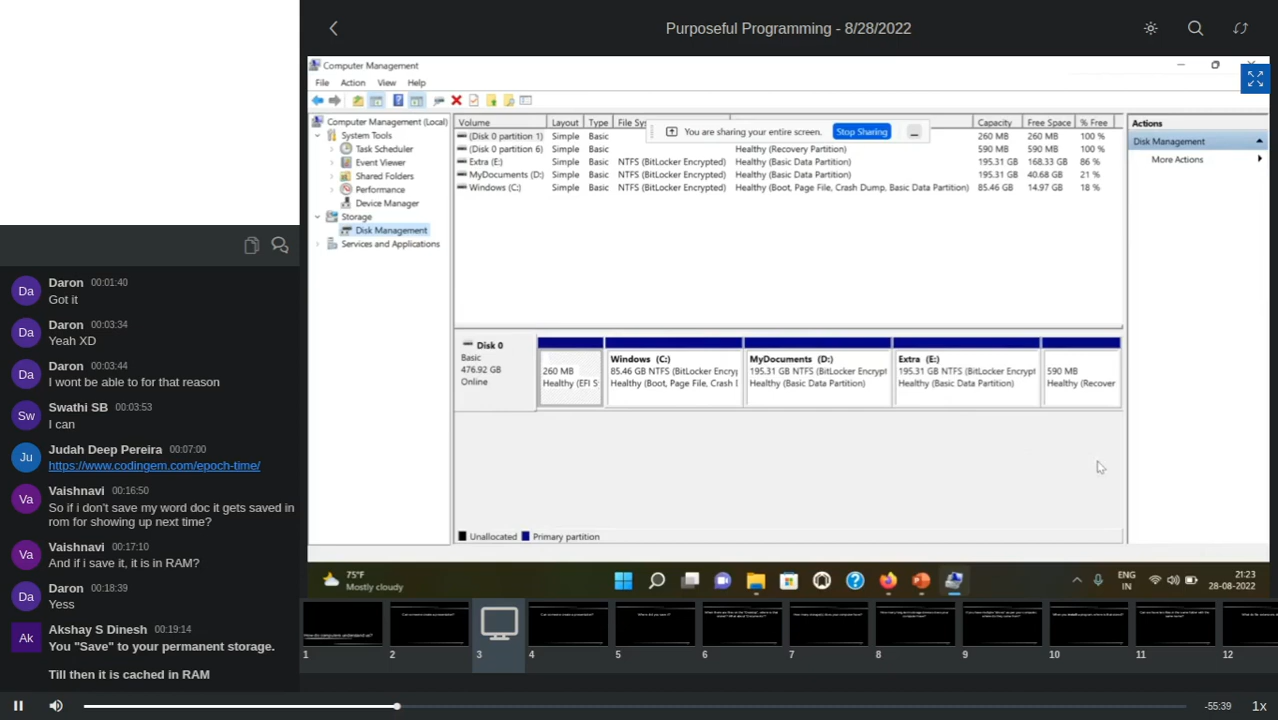 Purposeful Programming - 8/28/2022
Computer Management
File Action View Help
Computer Management (Local)
System Tools
Task Scheduler
Event Viewer
Shared Folders
Performance
Device Manager
Storage
Disk Management
Services and Applications
Volume Layout Type File Sy
You are sharing your entire screen. Stop Sharing
Capacity Free Space % Free
(Disk 0 partition 1) Simple Basic 260 MB 260 MB 100 %
(Disk 0 partition 6) Simple Basic Healthy (Recovery Partition) 590 MB 590 MB 100 %
Extra (E:) Simple Basic NTFS (BitLocker Encrypted) Healthy (Basic Data Partition) 195.31 GB 168.33 GB 86 %
MyDocuments (D:) Simple Basic NTFS (BitLocker Encrypted) Healthy (Basic Data Partition) 195.31 GB 40.68 GB 21 %
Windows (C:) Simple Basic NTFS (BitLocker Encrypted) Healthy (Boot, Page File, Crash Dump, Basic Data Partition) 85.46 GB 14.97 GB 18 %
Actions
Disk Management
More Actions
Disk 0
Basic
476.92 GB
Online
260 MB
Healthy (EFI S
Windows (C:)
85.46 GB NTFS (BitLocker Encryp
Healthy (Boot, Page File, Crash D
MyDocuments (D:)
195.31 GB NTFS (BitLocker Encrypt
Healthy (Basic Data Partition)
Extra (E:)
195.31 GB NTFS (BitLocker Encrypt
Healthy (Basic Data Partition)
590 MB
Healthy (Recover
Unallocated Primary partition
75°F
Mostly cloudy
ENG
IN
21:23
28-08-2022
Daron 00:01:40
Got it
Daron 00:03:34
Yeah XD
Daron 00:03:44
I wont be able to for that reason
Swathi SB 00:03:53
I can
Judah Deep Pereira 00:07:00
https://www.codingem.com/epoch-time/
Vaishnavi 00:16:50
So if i don't save my word doc it gets saved in
rom for showing up next time?
Vaishnavi 00:17:10
And if i save it, it is in RAM?
Daron 00:18:39
Yess
Akshay S Dinesh 00:19:14
You "Save" to your permanent storage.
Till then it is cached in RAM
Da
Da
Da
Sw
Ju
Va
Va
Da
Ak
How do computers understand us?
1 2 3 4 5 6 7 8 9 10 11 12
-55:39 1x